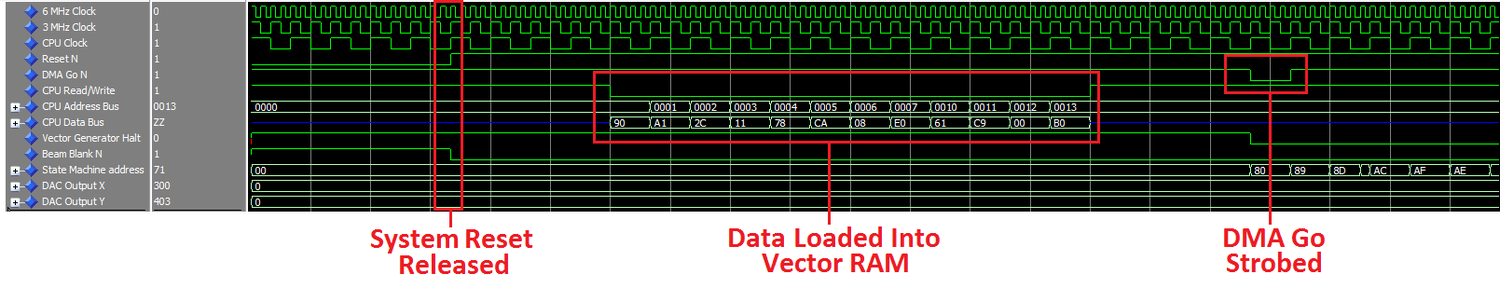 6 MHz Clock 0
3 MHz Clock 1
CPU Clock 1
Reset N 1
DMA Go N 1
CPU Read/Write 1
CPU Address Bus 0013 0000 0001 0002 0003 0004 0005 0006 0007 0010 0011 0012 0013
CPU Data Bus ZZ 90 A1 2C 11 78 CA 08 E0 61 C9 00 B0
Vector Generator Halt 0
Beam Blank N 1
State Machine address 71 00 80 89 8D AC AF AE
DAC Output X 300 0
DAC Output Y 403 0
System Reset
Released
Data Loaded Into
Vector RAM
DMA Go
Strobed